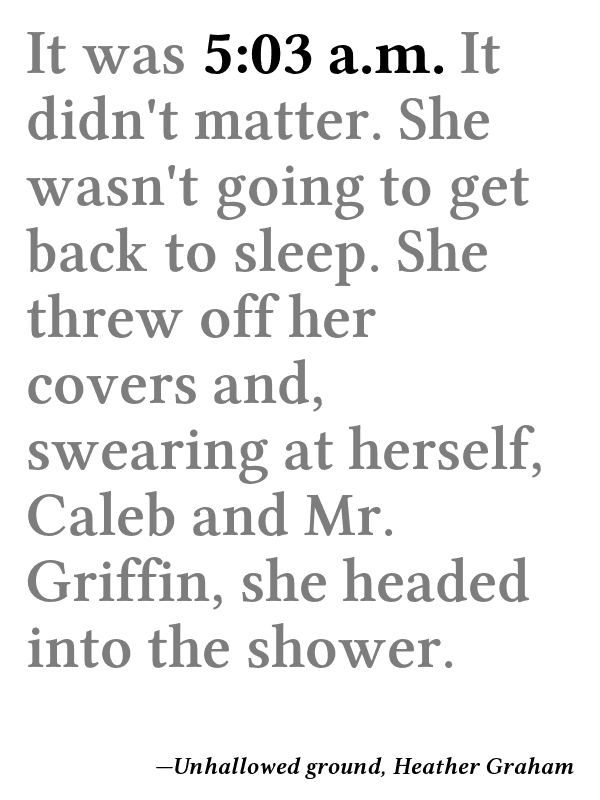 It was 5:03 a.m. It
didn't matter. She
wasn't going to get
back to sleep. She
threw off her
covers and,
swearing at herself,
Caleb and Mr.
Griffin, she headed
into the shower.
—Unhallowed ground, Heather Graham